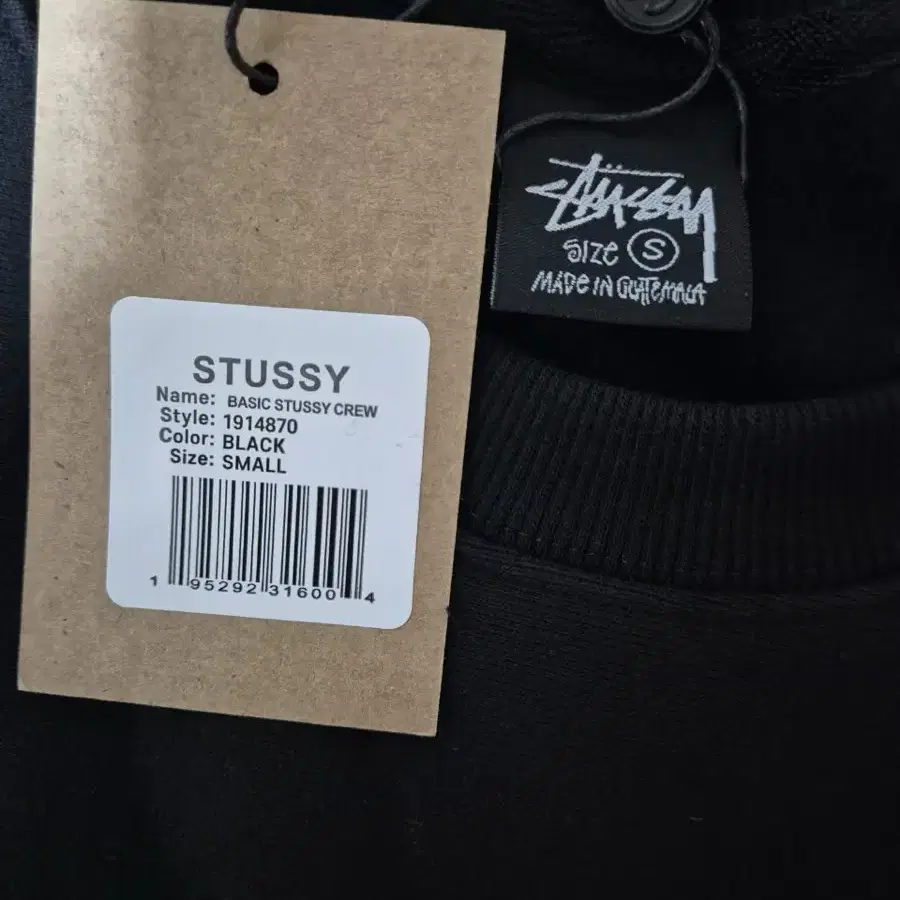 STUSSY
Name: BASIC STUSSY CREW
Style: 1914870
Color: BLACK
Size: SMALL
1 95292 31600 4
STÜSSY
SIZE S
MADE IN GUATEMALA